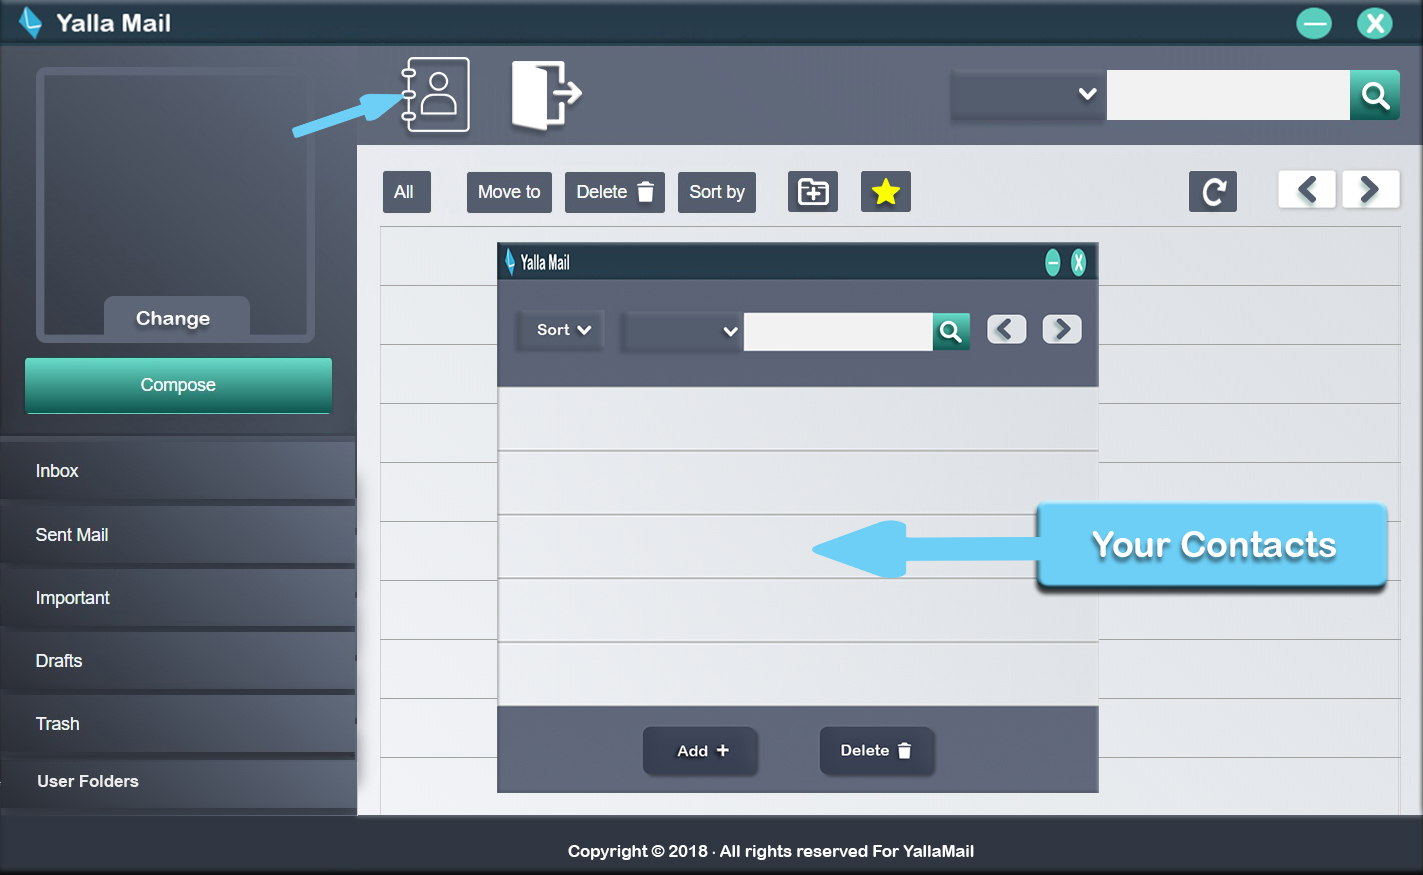 Yalla Mail
Change
Compose
Inbox
Sent Mail
Important
Drafts
Trash
User Folders
All
Move to
Delete
Sort by
Yalla Mail
Sort
Your Contacts
Add +
Delete
Copyright © 2018 · All rights reserved For YallaMail